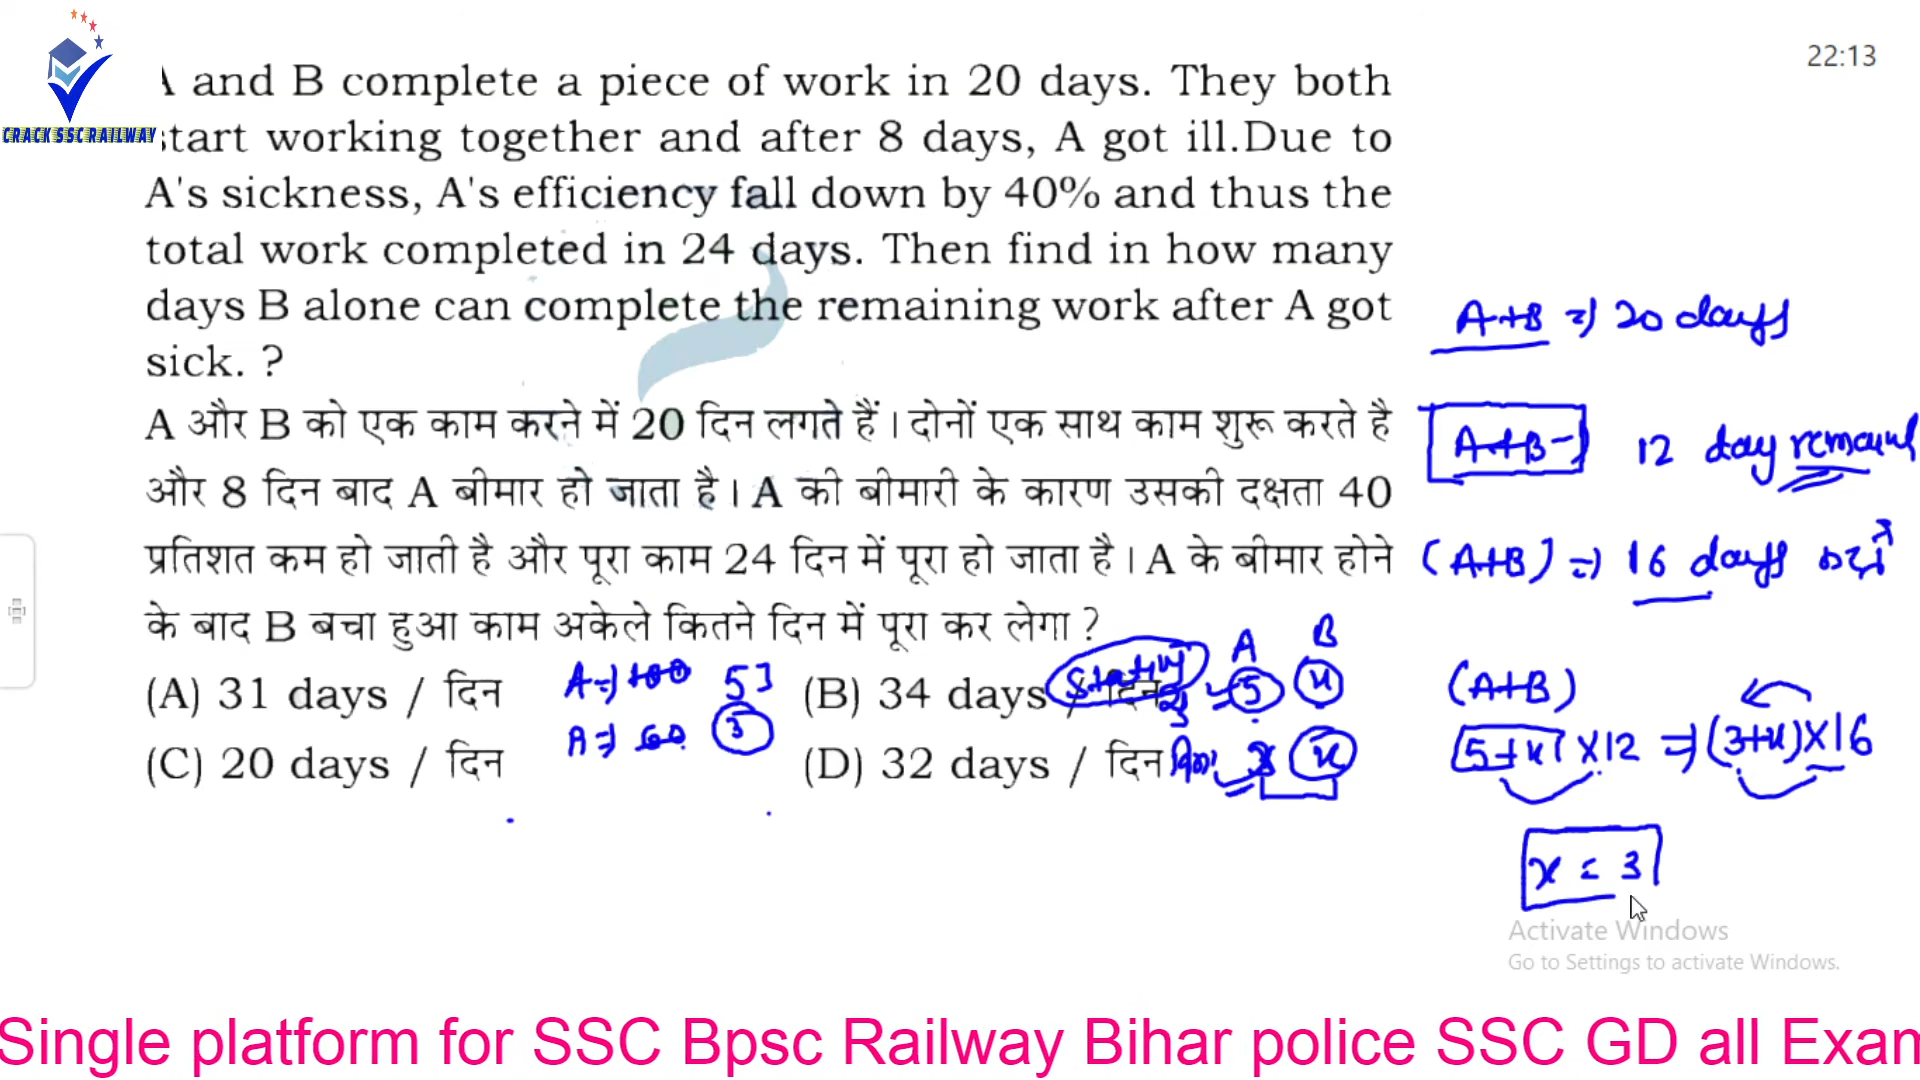 22:13
CRACK SSC RAILWAY
A and B complete a piece of work in 20 days. They both
start working together and after 8 days, A got ill.Due to
A's sickness, A's efficiency fall down by 40% and thus the
total work completed in 24 days. Then find in how many
days B alone can complete the remaining work after A got
sick. ?
A और B को एक काम करने में 20 दिन लगते हैं। दोनों एक साथ काम शुरू करते है
और 8 दिन बाद A बीमार हो जाता है। A की बीमारी के कारण उसकी दक्षता 40
प्रतिशत कम हो जाती है और पूरा काम 24 दिन में पूरा हो जाता है। A के बीमार होने
के बाद B बचा हुआ काम अकेले कितने दिन में पूरा कर लेगा ?
(A) 31 days / दिन
(B) 34 days / दिन
(C) 20 days / दिन
(D) 32 days / दिन
A+B => 20 days
A+B -> 12 day remaining
(A+B) => 16 days
A => 100 5]
A => 60 3
A B
5 x
3 x
(A+B)
(5+x) x12 => (3+x) x16
x = 3
Activate Windows
Go to Settings to activate Windows.
Single platform for SSC Bpsc Railway Bihar police SSC GD all Exam